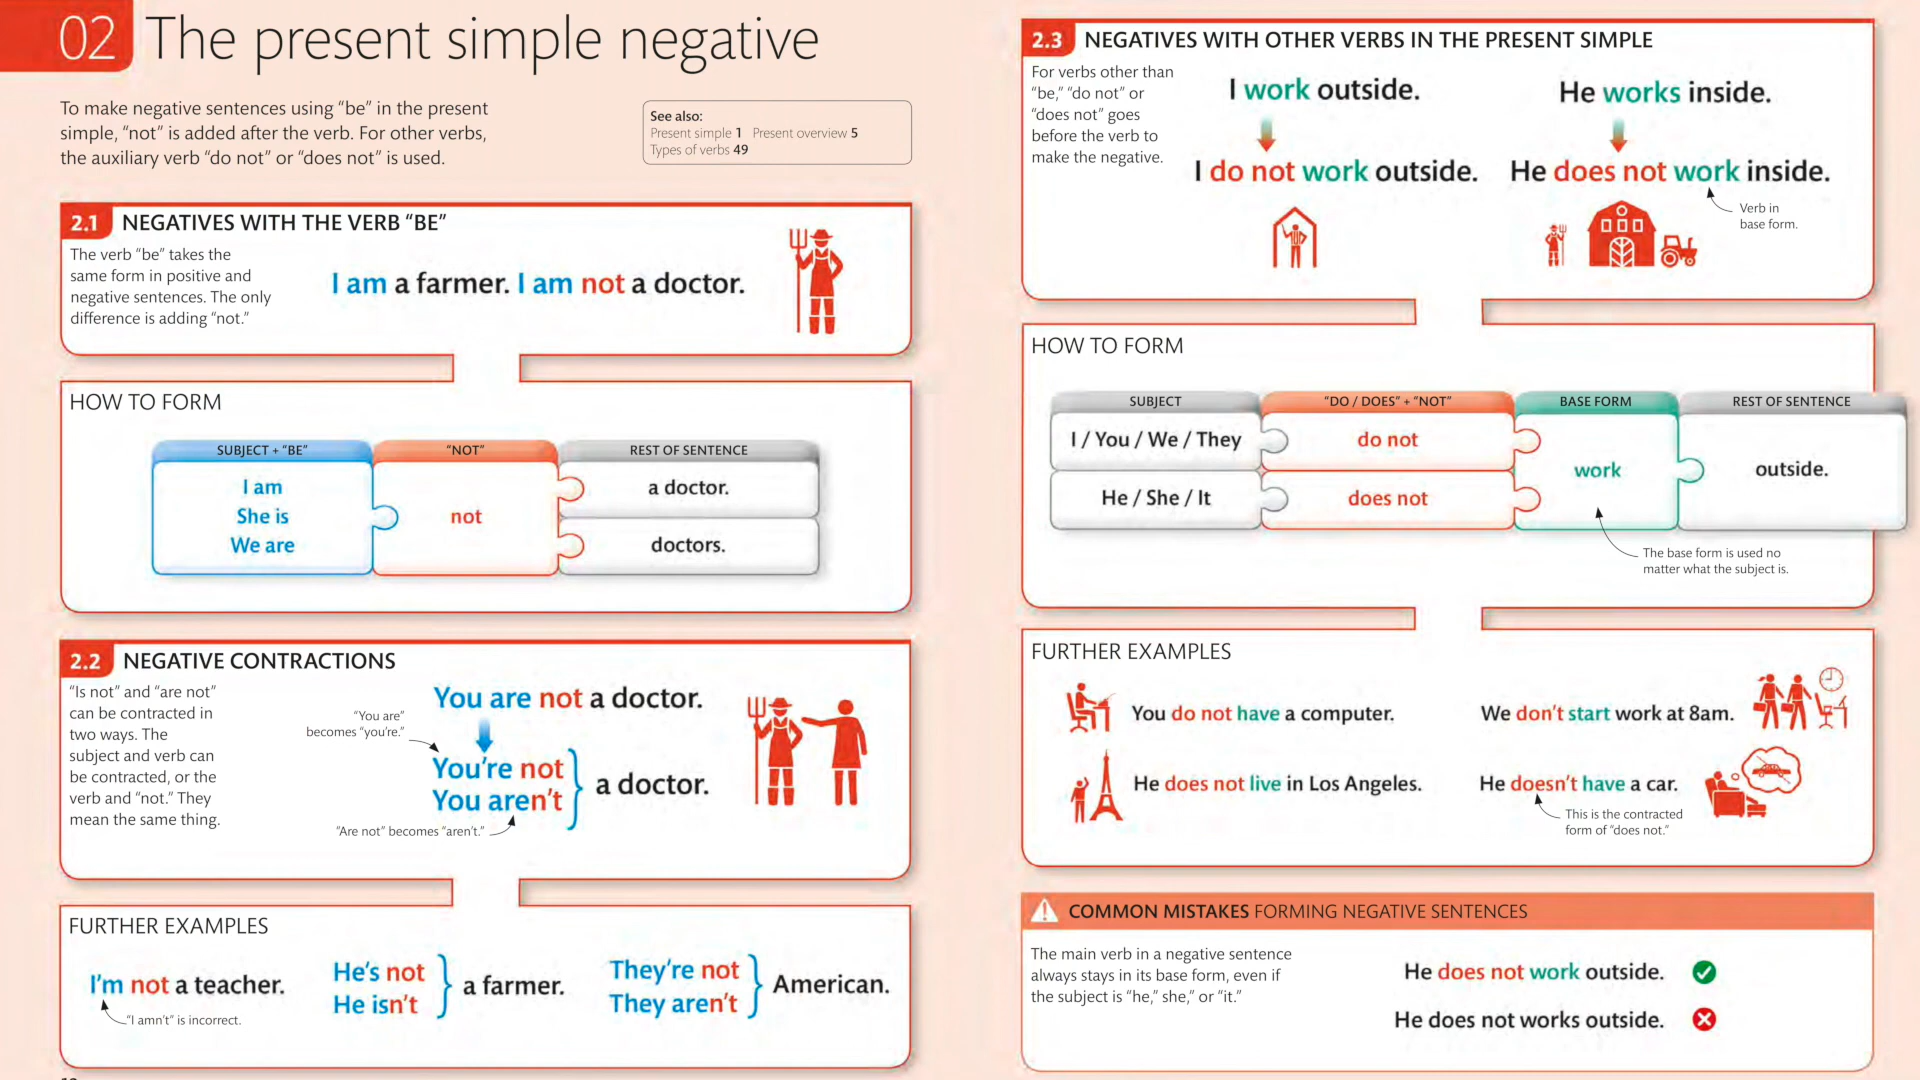 02 The present simple negative
To make negative sentences using “be” in the present
simple, “not” is added after the verb. For other verbs,
the auxiliary verb “do not” or “does not” is used.
See also:
Present simple 1 Present overview 5
Types of verbs 49
2.1 NEGATIVES WITH THE VERB “BE”
The verb “be” takes the
same form in positive and
negative sentences. The only
difference is adding “not.”
I am a farmer. I am not a doctor.
HOW TO FORM
SUBJECT + “BE” “NOT” REST OF SENTENCE
I am
She is
We are
not
a doctor.
doctors.
2.2 NEGATIVE CONTRACTIONS
“Is not” and “are not”
can be contracted in
two ways. The
subject and verb can
be contracted, or the
verb and “not.” They
mean the same thing.
You are not a doctor.
“You are”
becomes “you’re.”
You’re not
You aren’t
a doctor.
“Are not” becomes “aren’t.”
FURTHER EXAMPLES
I’m not a teacher.
“I amn’t” is incorrect.
He’s not
He isn’t
a farmer.
They’re not
They aren’t
American.
2.3 NEGATIVES WITH OTHER VERBS IN THE PRESENT SIMPLE
For verbs other than
“be,” “do not” or
“does not” goes
before the verb to
make the negative.
I work outside.
I do not work outside.
He works inside.
He does not work inside.
Verb in
base form.
HOW TO FORM
SUBJECT “DO / DOES” + “NOT” BASE FORM REST OF SENTENCE
I / You / We / They do not
He / She / It does not
work
outside.
The base form is used no
matter what the subject is.
FURTHER EXAMPLES
You do not have a computer.
We don’t start work at 8am.
He does not live in Los Angeles.
He doesn’t have a car.
This is the contracted
form of “does not.”
COMMON MISTAKES FORMING NEGATIVE SENTENCES
The main verb in a negative sentence
always stays in its base form, even if
the subject is “he,” she,” or “it.”
He does not work outside.
He does not works outside.